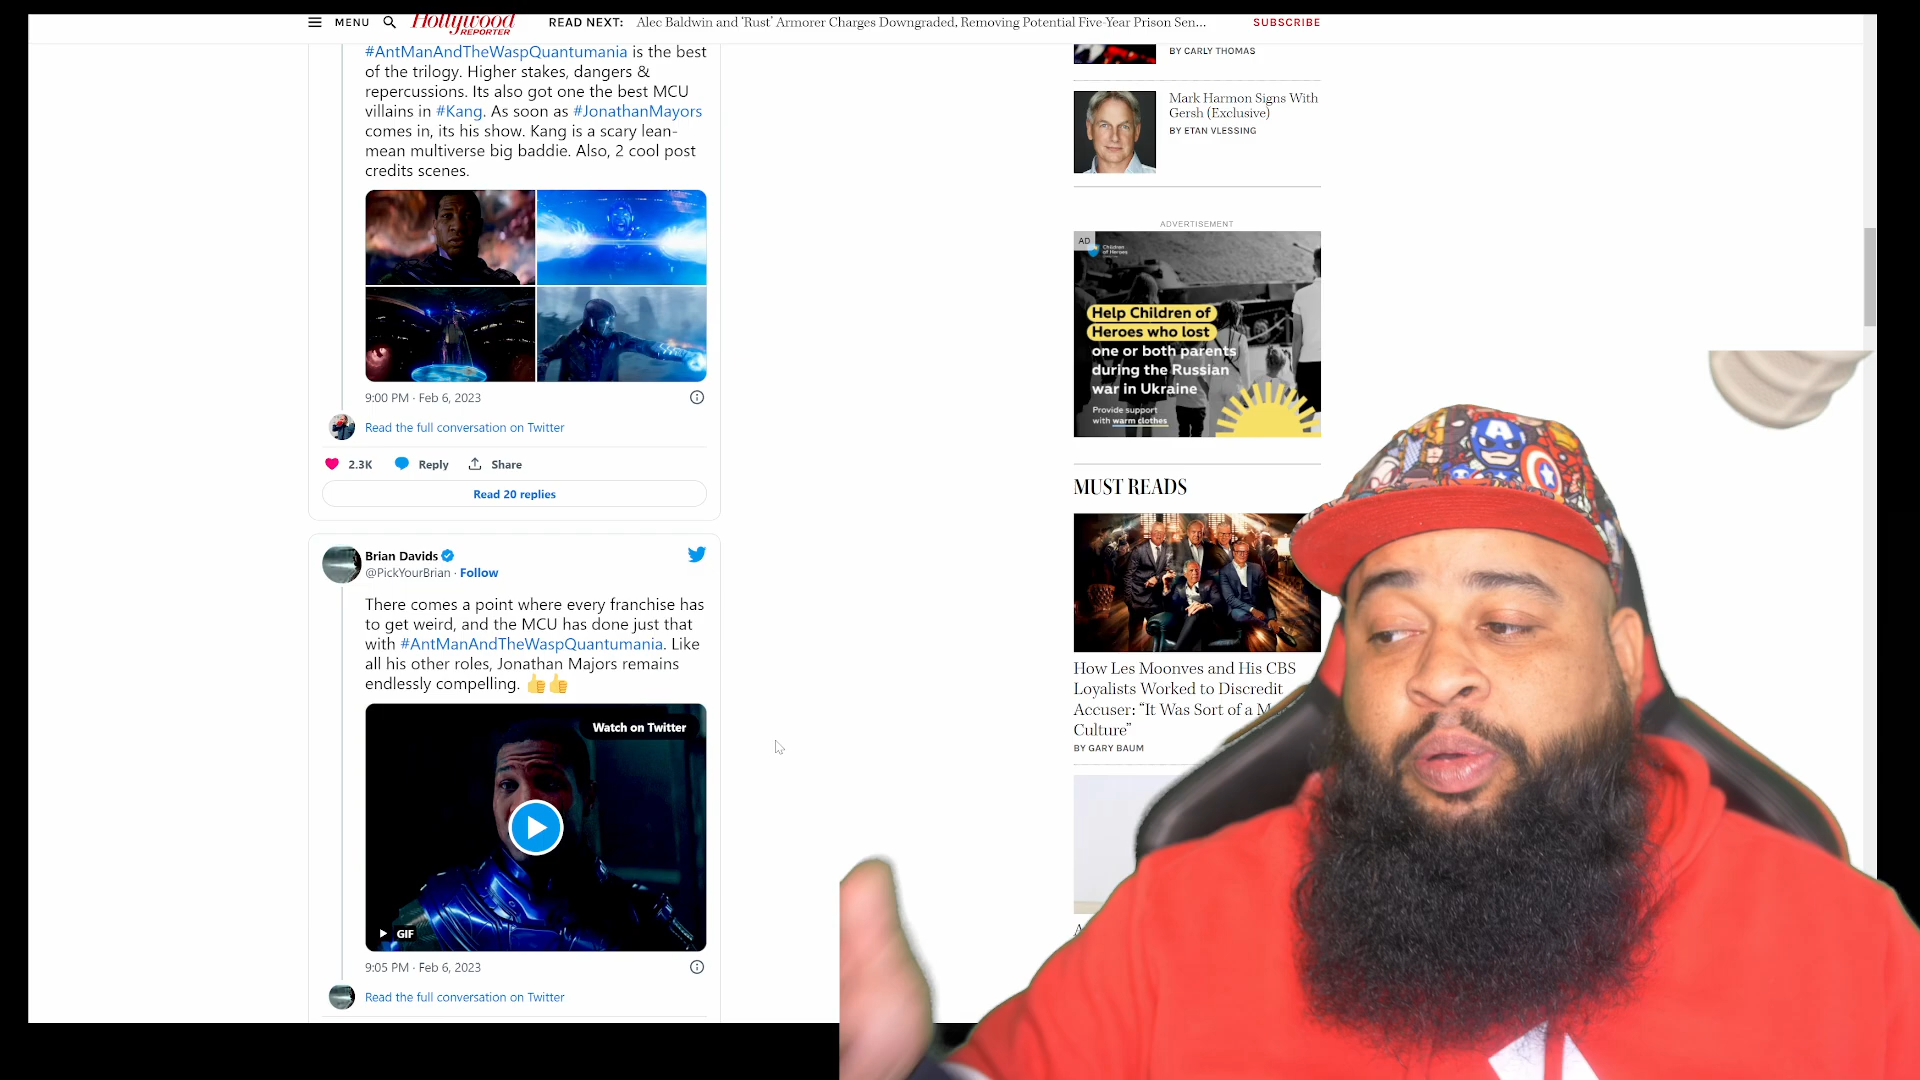 MENU
Hollywood
REPORTER
READ NEXT: Alec Baldwin and ‘Rust’ Armorer Charges Downgraded, Removing Potential Five-Year Prison Sen...
SUBSCRIBE
#AntManAndTheWaspQuantumania is the best
of the trilogy. Higher stakes, dangers &
repercussions. Its also got one the best MCU
villains in #Kang. As soon as #JonathanMayors
comes in, its his show. Kang is a scary lean-
mean multiverse big baddie. Also, 2 cool post
credits scenes.
9:00 PM · Feb 6, 2023
Read the full conversation on Twitter
2.3K
Reply
Share
Read 20 replies
Brian Davids
@PickYourBrian · Follow
There comes a point where every franchise has
to get weird, and the MCU has done just that
with #AntManAndTheWaspQuantumania. Like
all his other roles, Jonathan Majors remains
endlessly compelling. 👍👍
Watch on Twitter
GIF
9:05 PM · Feb 6, 2023
Read the full conversation on Twitter
BY CARLY THOMAS
Mark Harmon Signs With
Gersh (Exclusive)
BY ETAN VLESSING
ADVERTISEMENT
AD
Children
of Heroes
Help Children of
Heroes who lost
one or both parents
during the Russian
war in Ukraine
Provide support
with warm clothes
MUST READS
How Les Moonves and His CBS
Loyalists Worked to Discredit
Accuser: “It Was Sort of a
Culture”
BY GARY BAUM